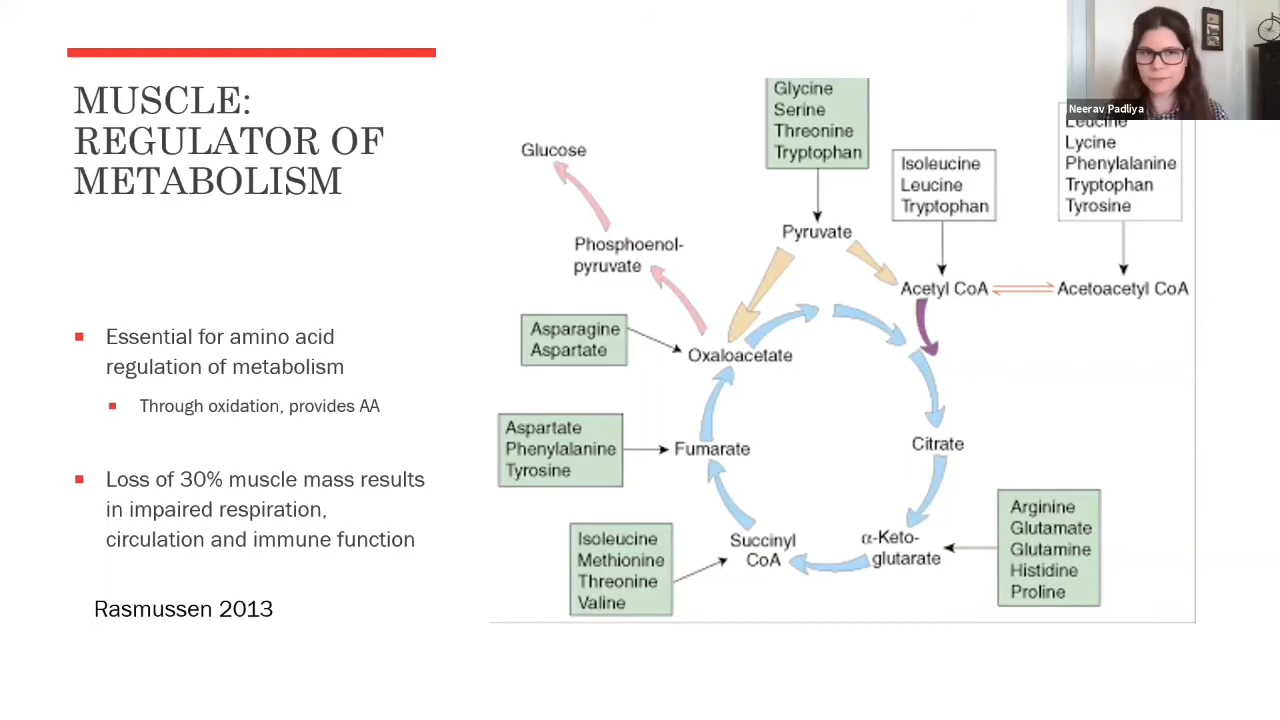 MUSCLE:
REGULATOR OF
METABOLISM
Essential for amino acid
regulation of metabolism
Through oxidation, provides AA
Loss of 30% muscle mass results
in impaired respiration,
circulation and immune function
Rasmussen 2013
Glucose
Phosphoenol-
pyruvate
Glycine
Serine
Threonine
Tryptophan
Pyruvate
Isoleucine
Leucine
Tryptophan
Acetyl CoA
Neerav Padliya
Leucine
Lycine
Phenylalanine
Tryptophan
Tyrosine
Acetoacetyl CoA
Asparagine
Aspartate
Oxaloacetate
Aspartate
Phenylalanine
Tyrosine
Fumarate
Citrate
Isoleucine
Methionine
Threonine
Valine
Succinyl
CoA
α-Keto-
glutarate
Arginine
Glutamate
Glutamine
Histidine
Proline